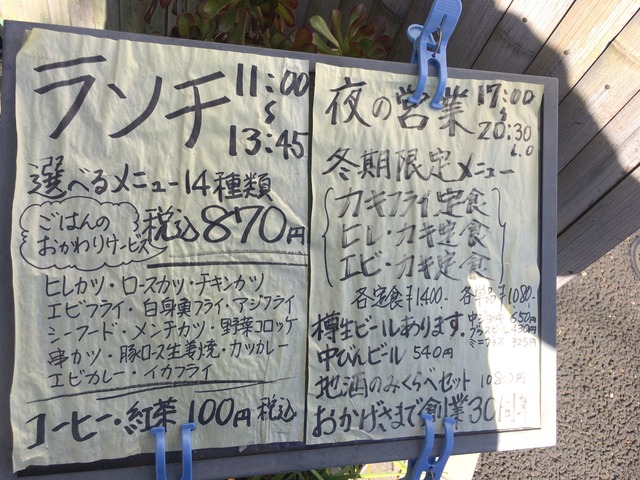 ランチ 11:00
〜
13:45
選べるメニュー14種類
ごはんの
おかわりサービス
税込870円
ヒレカツ・ロースカツ・チキンカツ
エビフライ・白身魚フライ・アジフライ
シーフード・メンチカツ・野菜コロッケ
串カツ・豚ロース生姜焼・カツカレー
エビカレー・イカフライ
コーヒー・紅茶 100円 税込
夜の営業 17:00
〜
20:30
L.O
冬期限定メニュー
カキフライ定食
ヒレ・カキ定食
エビ・カキ定食
各定食¥1400- 各単品¥1080-
樽生ビールあります。
中びんビール 540円
地酒のみくらべセット 1080円
おかげさまで創業30周年